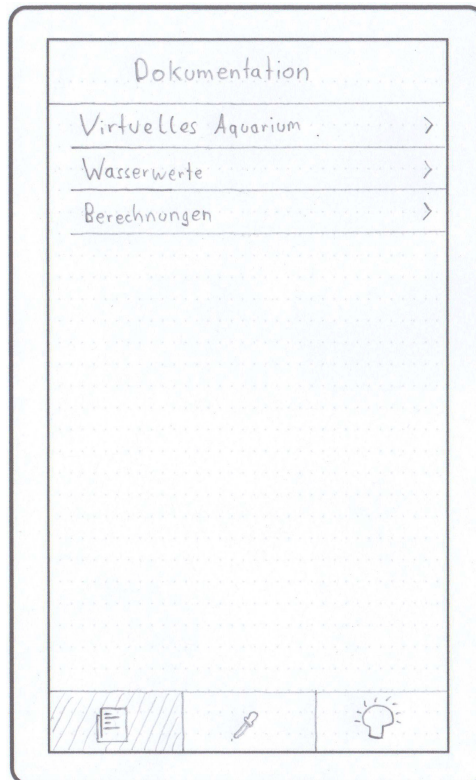 Dokumentation
Virtuelles Aquarium
Wasserwerte
Berechnungen